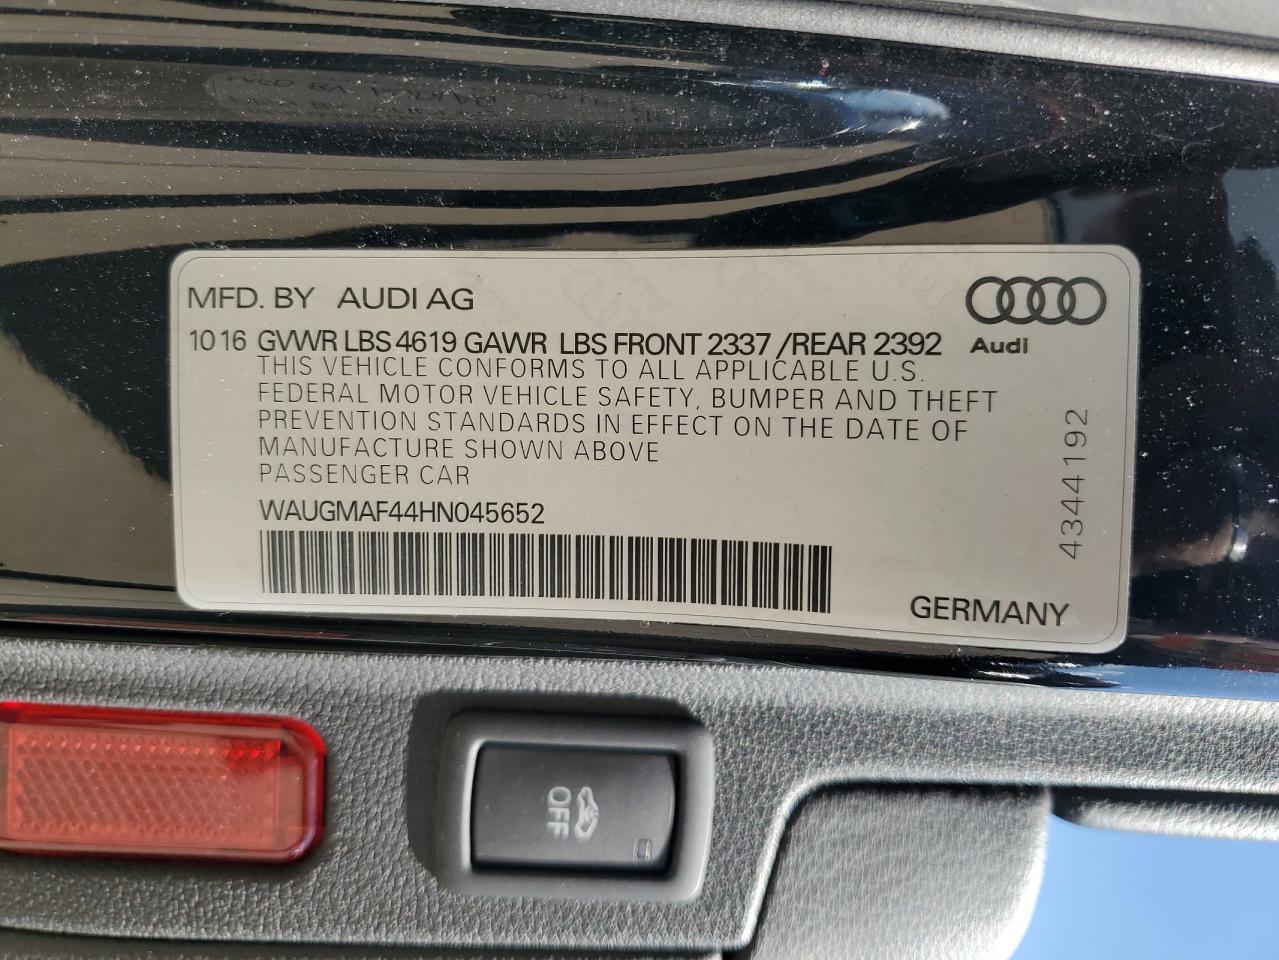 MFD. BY AUDI AG
10 16 GVWR LBS 4619 GAWR LBS FRONT 2337 /REAR 2392
Audi
THIS VEHICLE CONFORMS TO ALL APPLICABLE U.S.
FEDERAL MOTOR VEHICLE SAFETY, BUMPER AND THEFT
PREVENTION STANDARDS IN EFFECT ON THE DATE OF
MANUFACTURE SHOWN ABOVE
PASSENGER CAR
WAUGMAF44HN045652
4344192
GERMANY
OFF